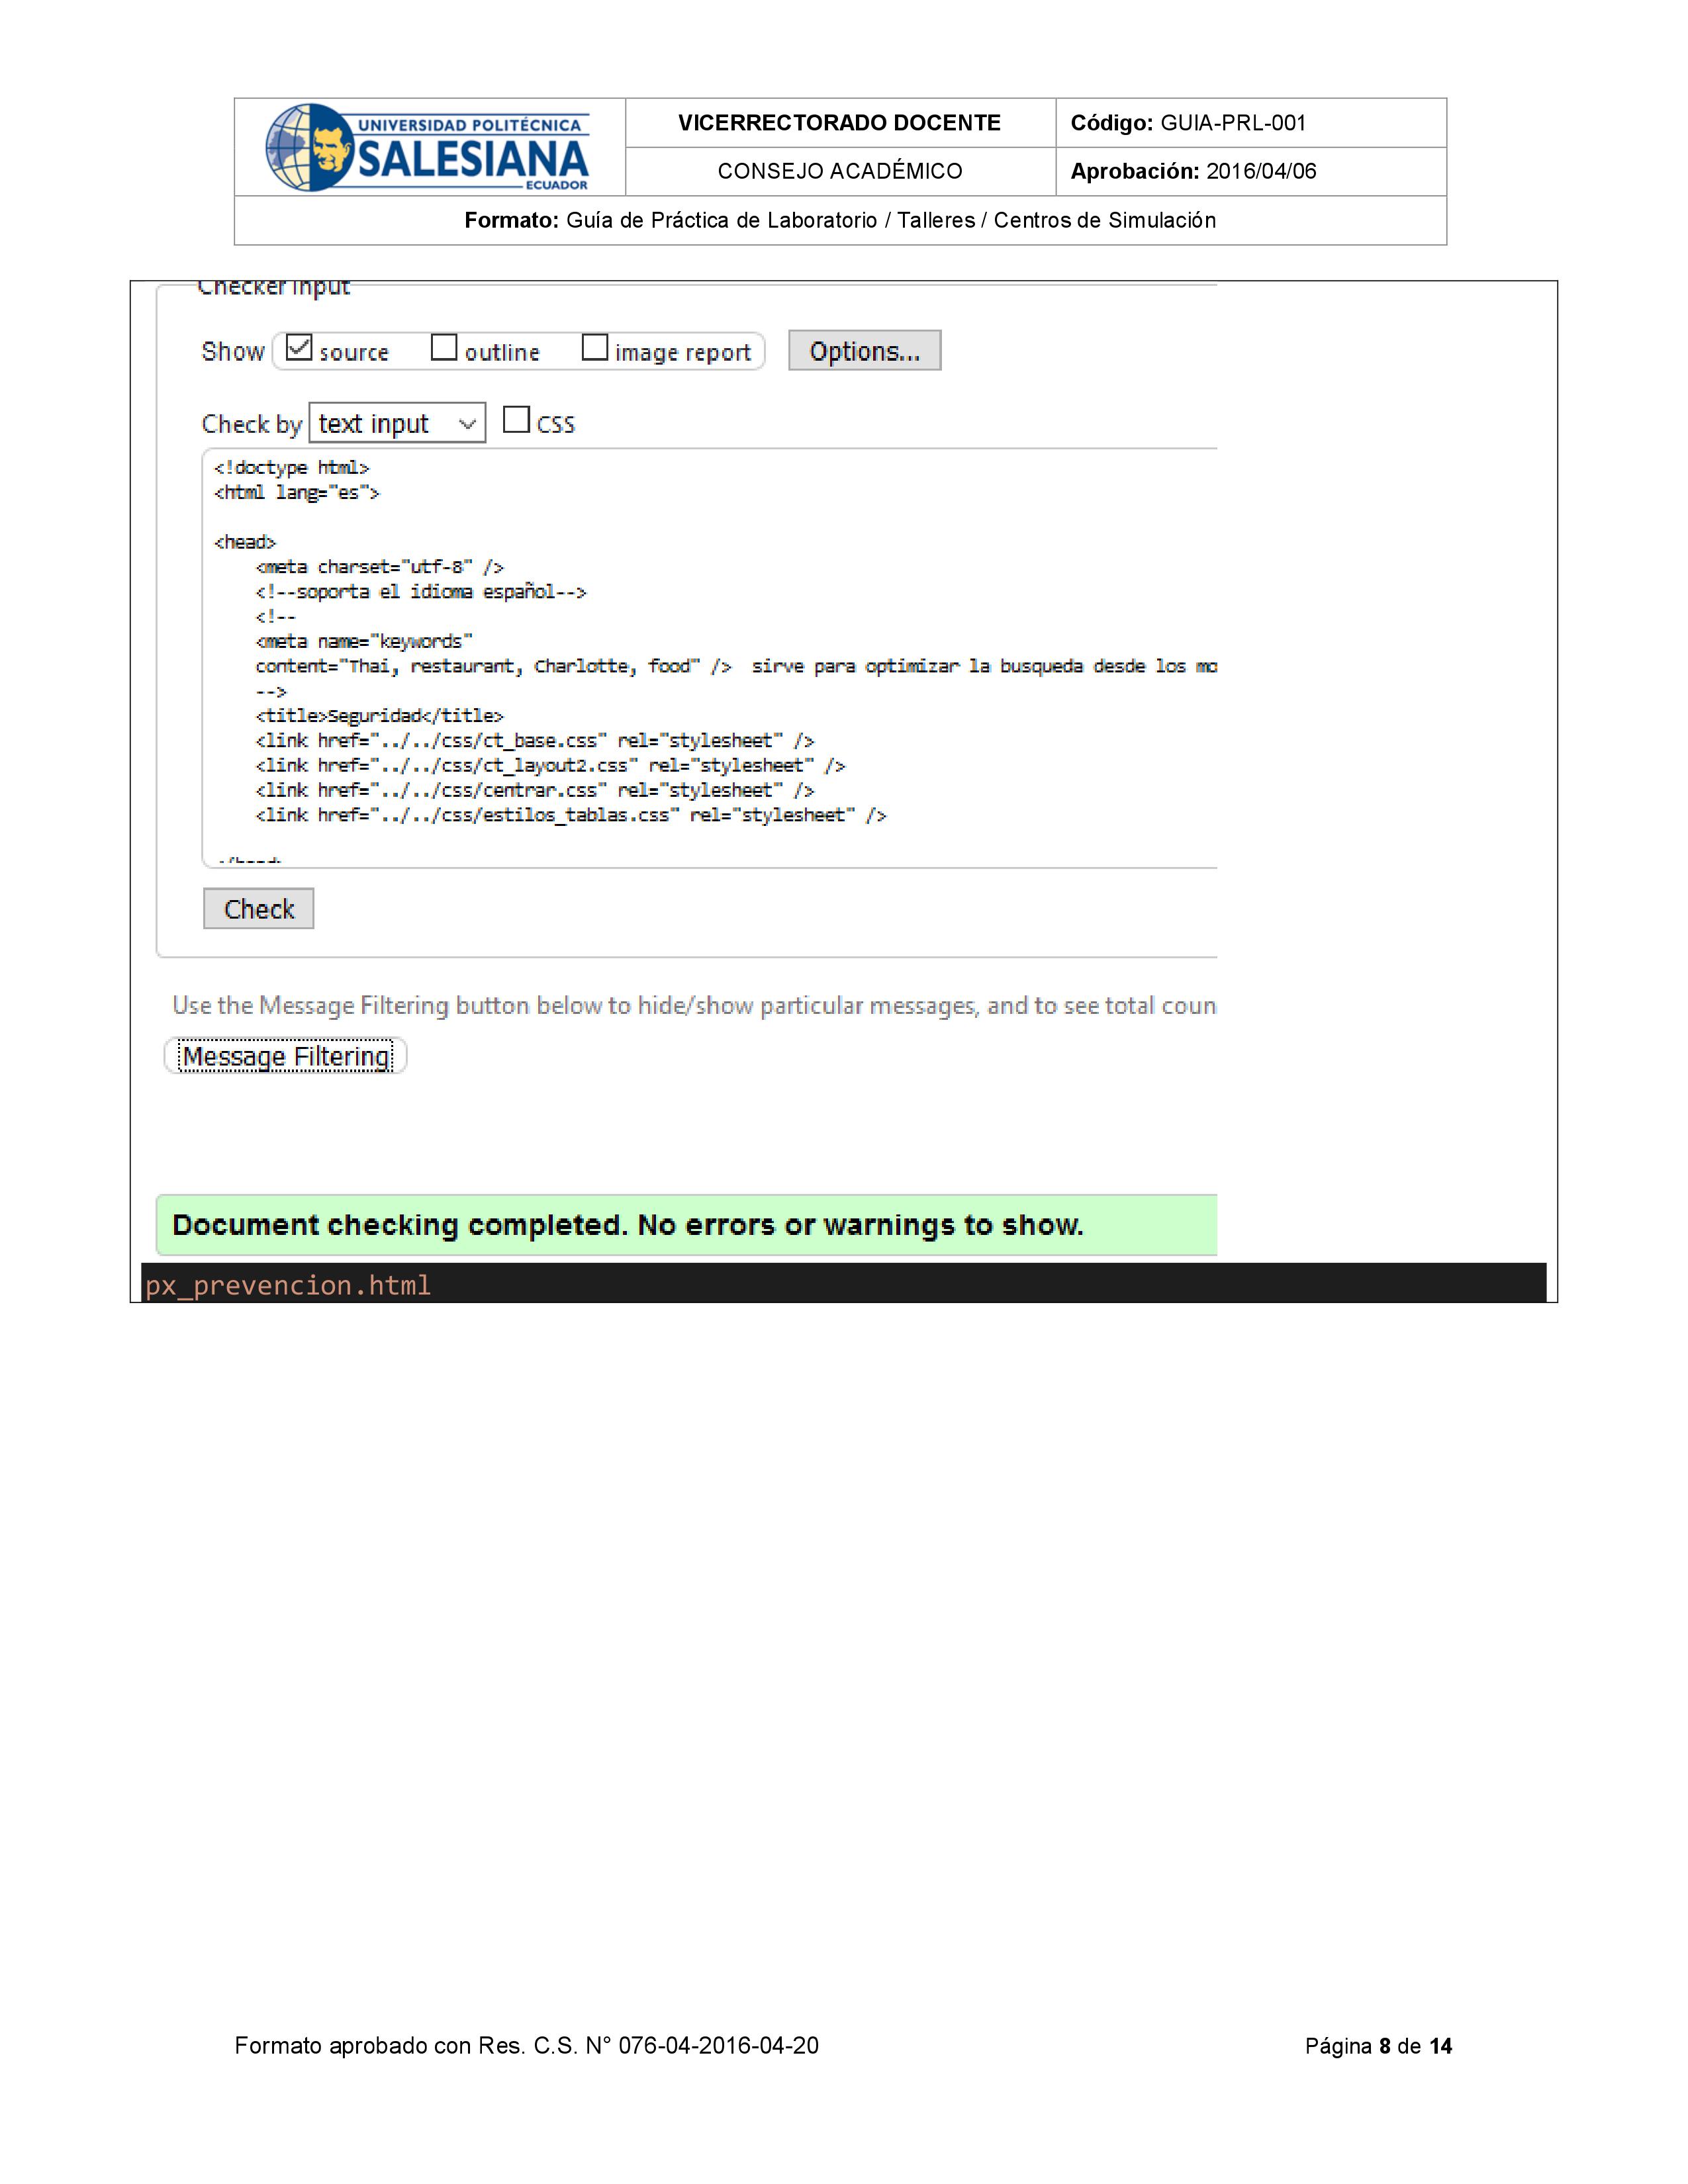 UNIVERSIDAD POLITÉCNICA
SALESIANA
ECUADOR
VICERRECTORADO DOCENTE
Código: GUIA-PRL-001
CONSEJO ACADÉMICO
Aprobación: 2016/04/06
Formato: Guía de Práctica de Laboratorio / Talleres / Centros de Simulación
Checker Input
Show source outline image report Options...
Check by text input CSS
<!doctype html>
<html lang="es">
<head>
<meta charset="utf-8" />
<!--soporta el idioma español-->
<!--
<meta name="keywords"
content="Thai, restaurant, Charlotte, food" /> sirve para optimizar la busqueda desde los mo
-->
<title>Seguridad</title>
<link href="../../css/ct_base.css" rel="stylesheet" />
<link href="../../css/ct_layout2.css" rel="stylesheet" />
<link href="../../css/centrar.css" rel="stylesheet" />
<link href="../../css/estilos_tablas.css" rel="stylesheet" />
</head>
Check
Use the Message Filtering button below to hide/show particular messages, and to see total coun
Message Filtering
Document checking completed. No errors or warnings to show.
px_prevencion.html
Formato aprobado con Res. C.S. N° 076-04-2016-04-20
Página 8 de 14